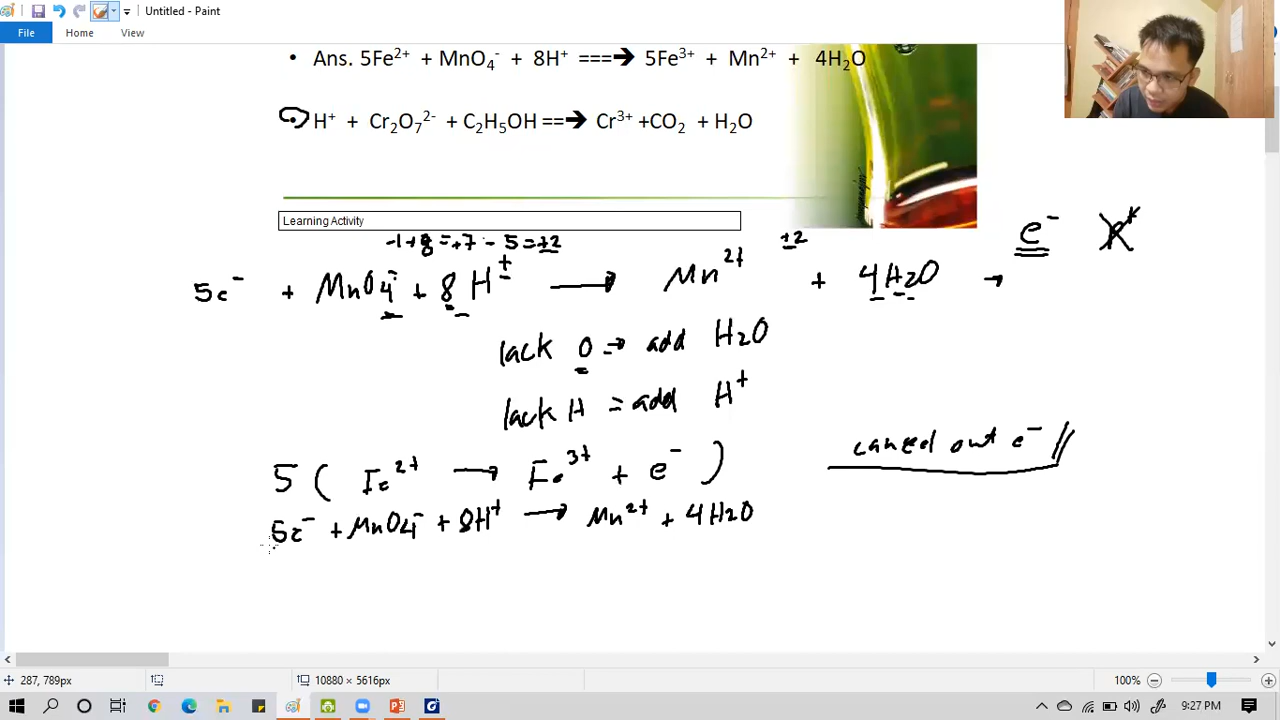 Untitled - Paint
File Home View
• Ans. 5Fe²⁺ + MnO₄⁻ + 8H⁺ ===➔ 5Fe³⁺ + Mn²⁺ + 4H₂O
H⁺ + Cr₂O₇²⁻ + C₂H₅OH ==➔ Cr³⁺ +CO₂ + H₂O
Learning Activity
-1+8=+7 - 5 = +2
+2
e⁻ e⁺
5e⁻ + MnO₄⁻ + 8H⁺ → Mn²⁺ + 4H₂O →
lack O → add H₂O
lack H = add H⁺
cancel out e⁻ //
5 ( Fe²⁺ → Fe³⁺ + e⁻ )
5e⁻ + MnO₄⁻ + 8H⁺ → Mn²⁺ + 4H₂O
287, 789px
10880 × 5616px
100%
9:27 PM